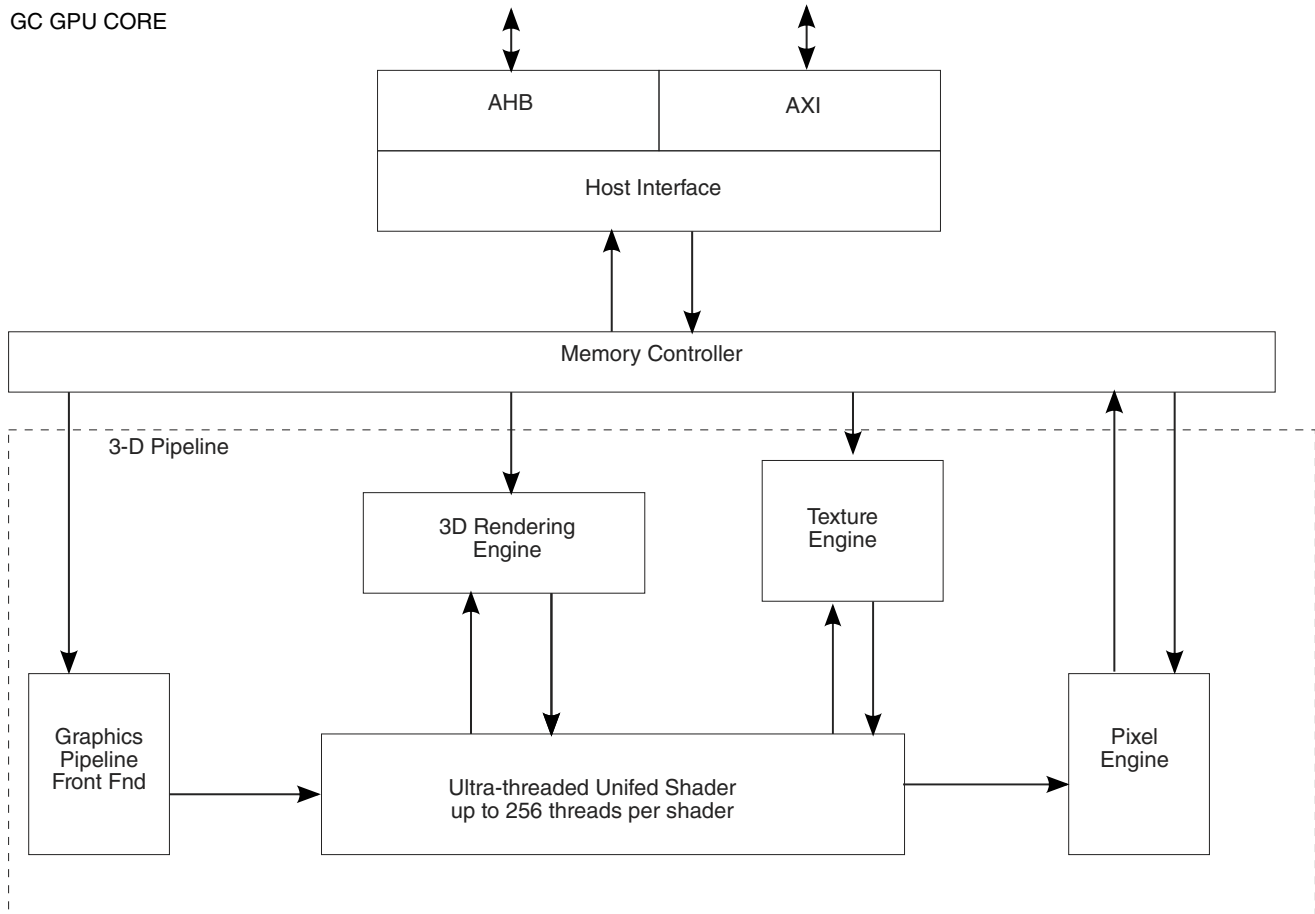 GC GPU CORE
AHB
AXI
Host Interface
Memory Controller
3-D Pipeline
3D Rendering
Engine
Texture
Engine
Graphics
Pipeline
Front Fnd
Ultra-threaded Unifed Shader
up to 256 threads per shader
Pixel
Engine